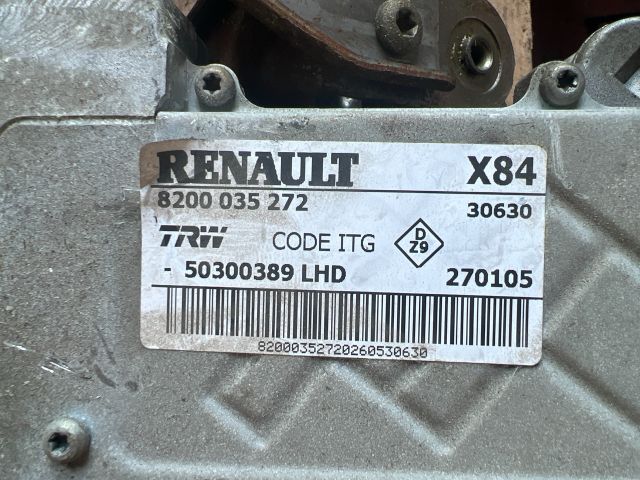 RENAULT X84
8200 035 272 30630
TRW CODE ITG D Z9
- 50300389 LHD 270105
82000352720260530630